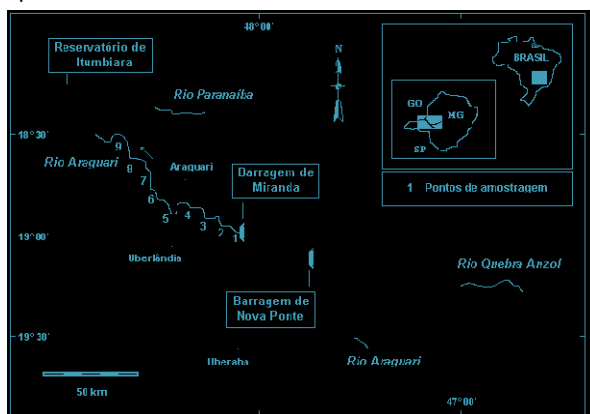 48° 00'
Reservatório de
Itumbiara
N
BRASIL
Rio Paranaíba
GO
MG
SP
18° 30'
9
8
7
6
5
4
3
2
1
Rio Araguari
Araguari
Barragem de
Miranda
1 Pontos de amostragem
19° 00'
Uberlândia
Rio Quebra Anzol
Barragem de
Nova Ponte
19° 30'
Uberaba
Rio Araguari
50 km
47° 00'